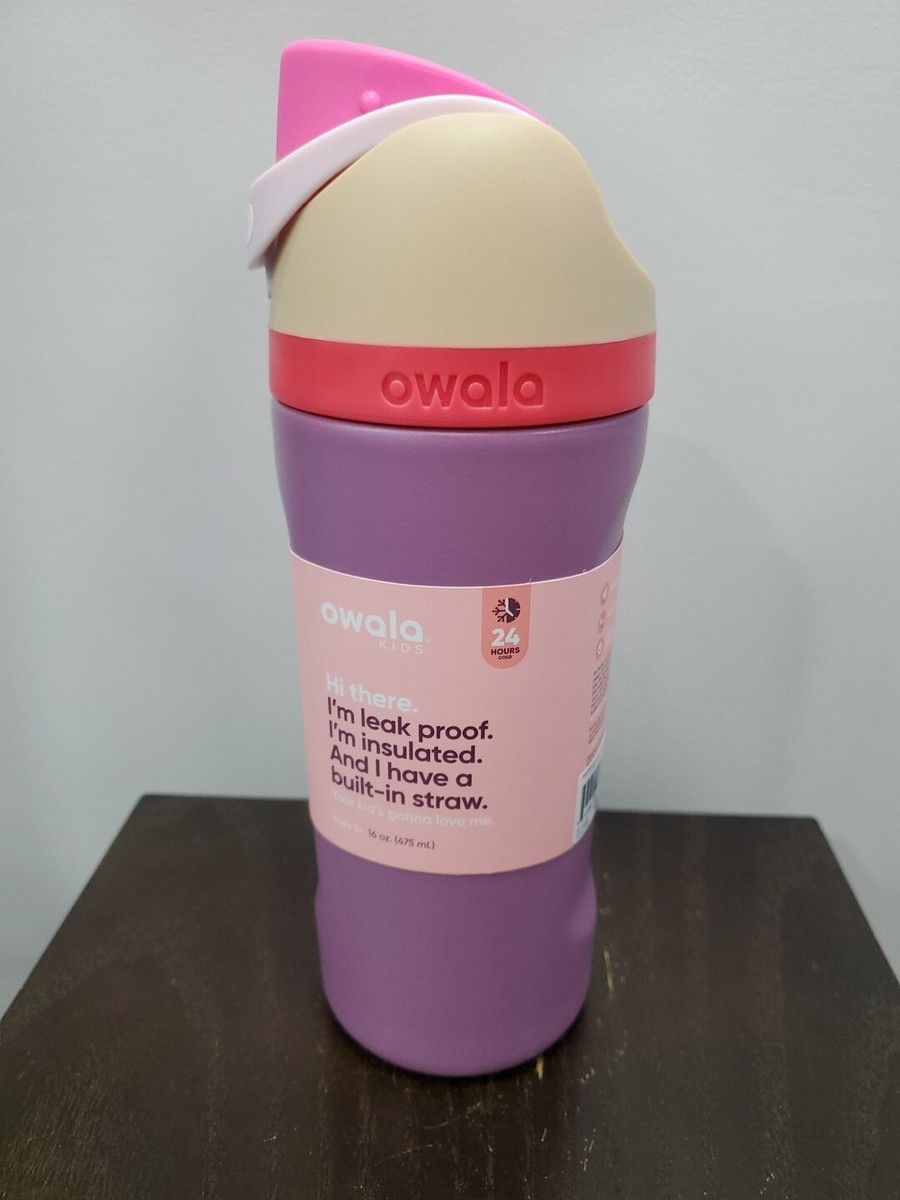 owala
owala
KIDS
24
HOURS
COLD
Hi there.
I'm leak proof.
I'm insulated.
And I have a
built-in straw.
Your kid's gonna love me.
16 oz. (475 mL)